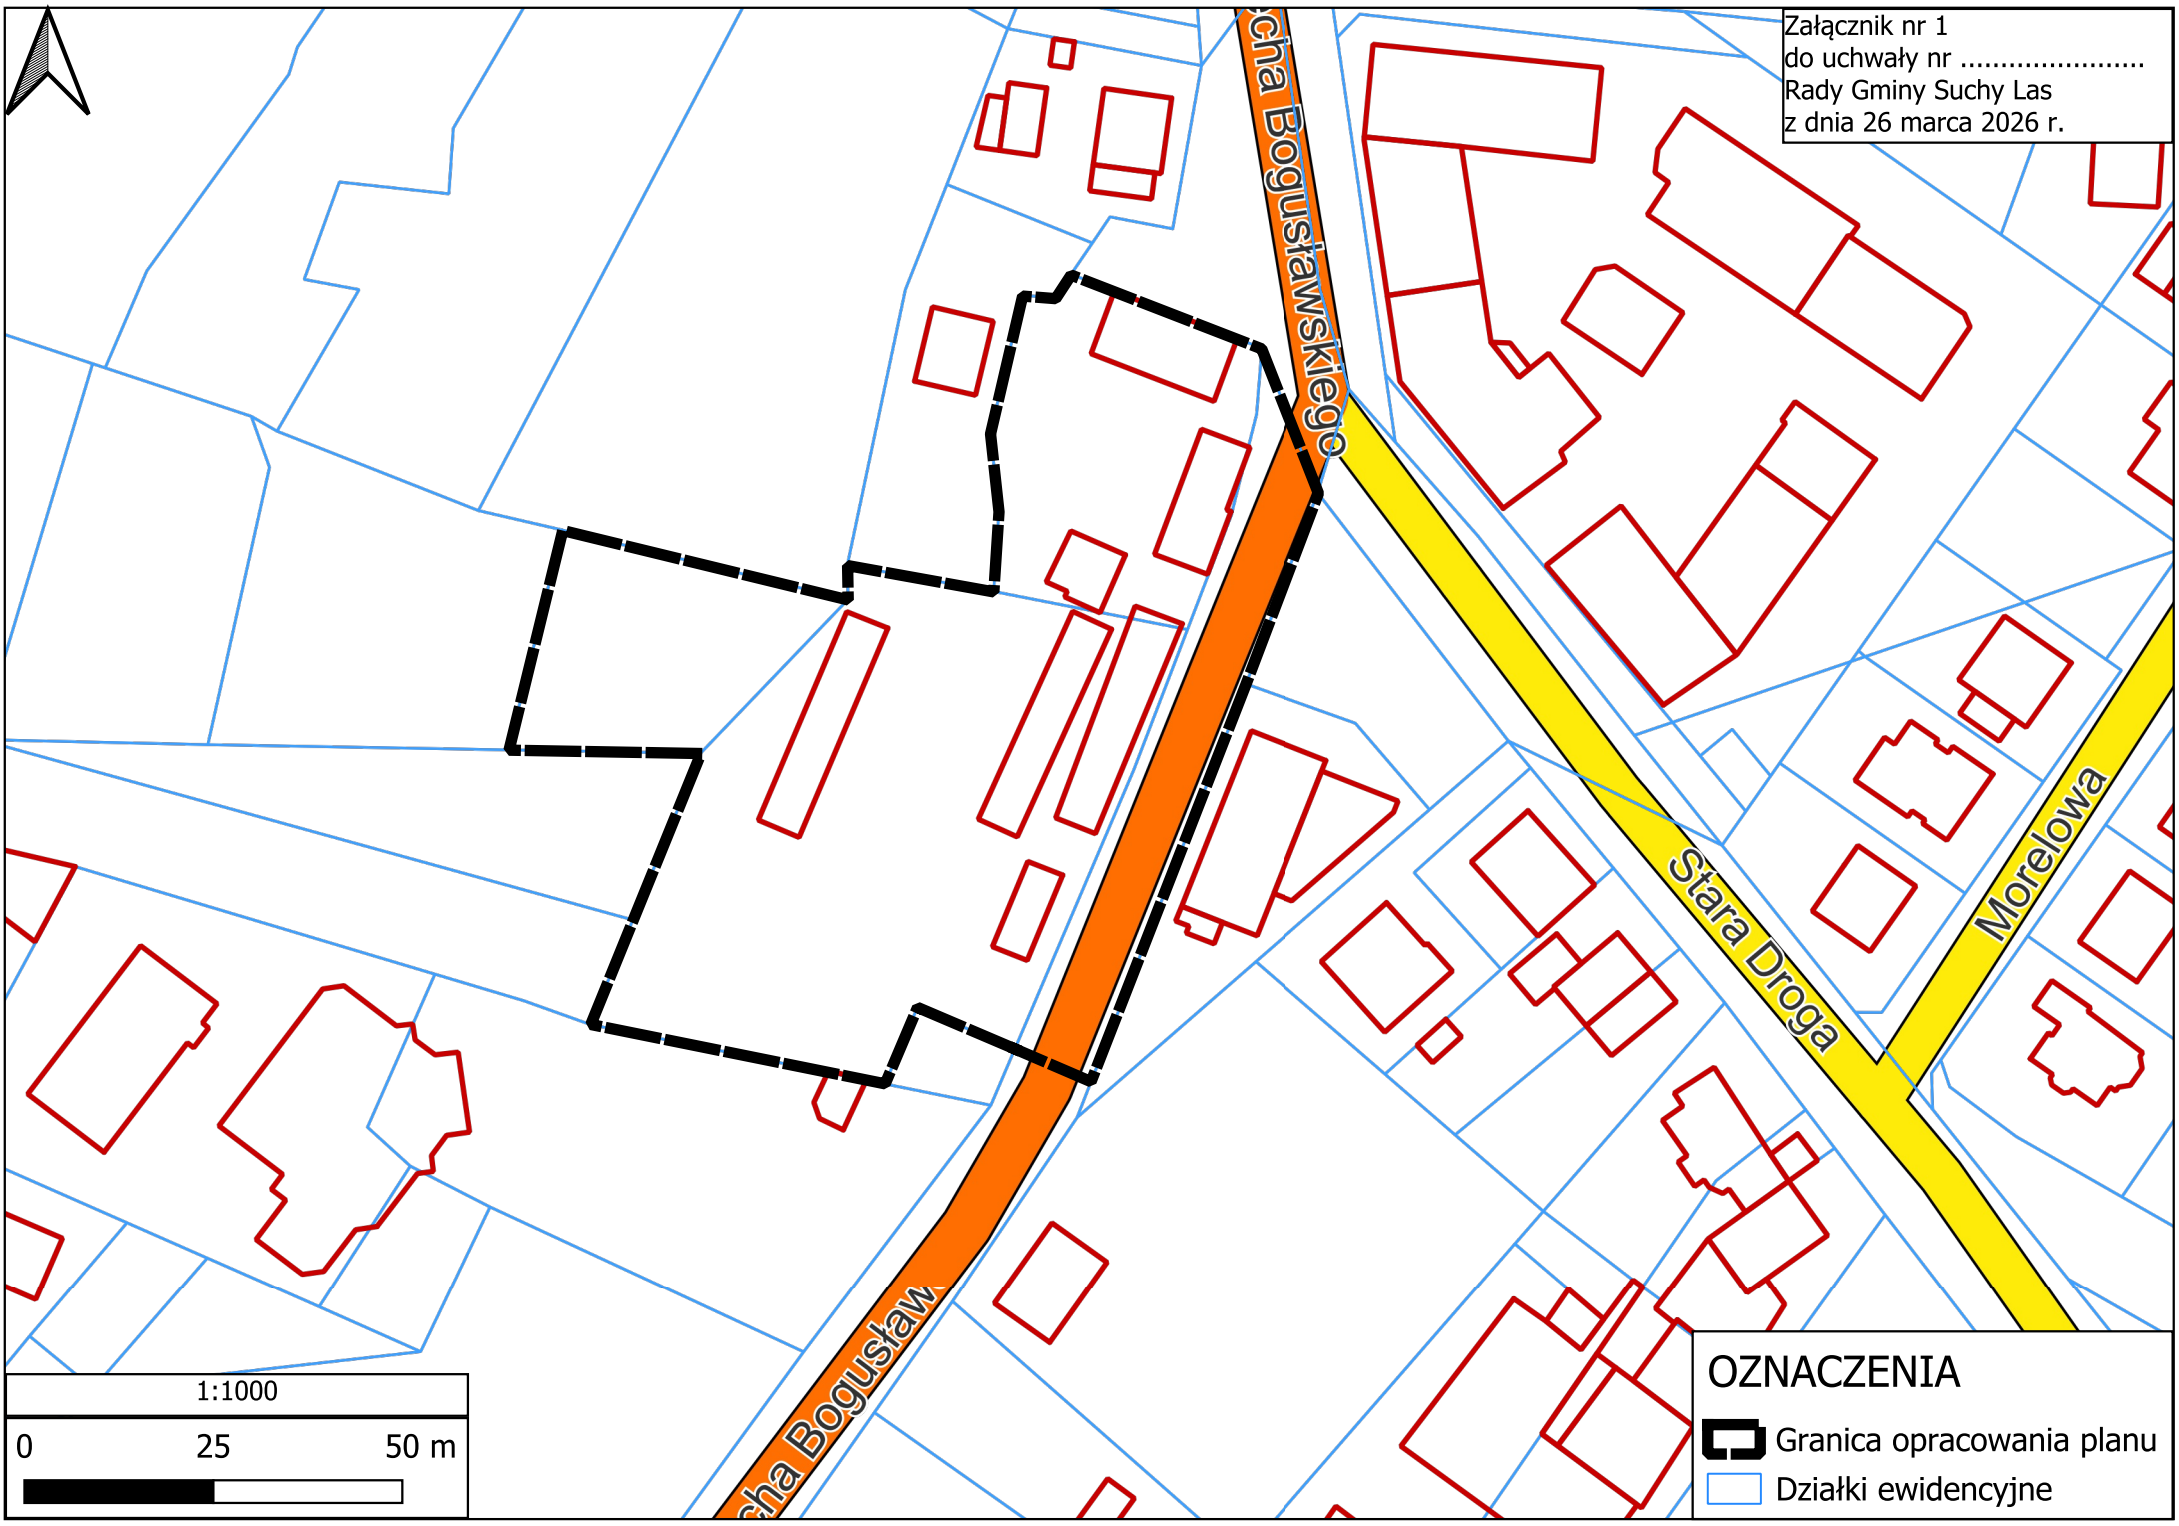 Załącznik nr 1
do uchwały nr .......................
Rady Gminy Suchy Las
z dnia 26 marca 2026 r.
echa Bogusławskiego
Stara Droga
Morelowa
cha Bogusław
1:1000
0 25 50 m
OZNACZENIA
Granica opracowania planu
Działki ewidencyjne